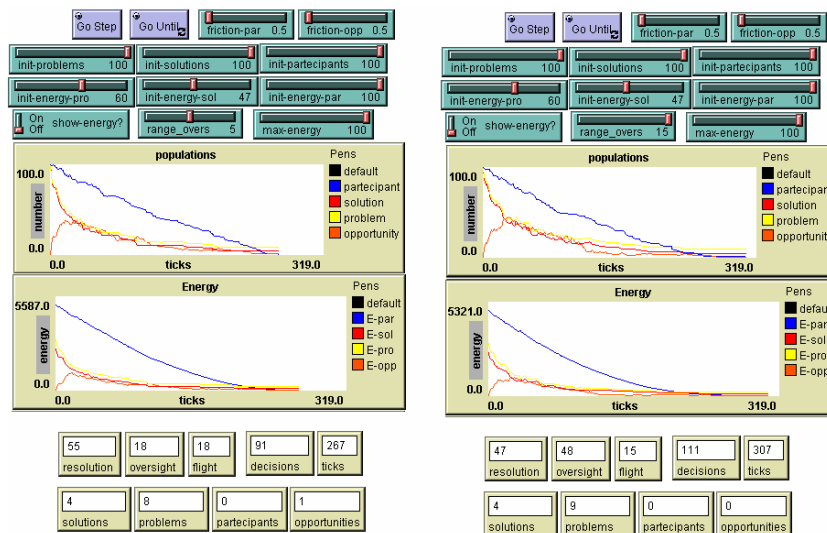 Go Step Go Until friction-par 0.5 friction-opp 0.5
init-problems 100 init-solutions 100 init-partecipants 100
init-energy-pro 60 init-energy-sol 47 init-energy-par 100
On
Off show-energy? range_overs 5 max-energy 100
populations
Pens
100.0
number
0.0
0.0 ticks 319.0
default
partecipant
solution
problem
opportunity
Energy
Pens
5587.0
energy
0.0
0.0 ticks 319.0
default
E-par
E-sol
E-pro
E-opp
55 18 18 91 267
resolution oversight flight decisions ticks
4 8 0 1
solutions problems partecipants opportunities
Go Step Go Until friction-par 0.5 friction-opp 0.5
init-problems 100 init-solutions 100 init-partecipants 100
init-energy-pro 60 init-energy-sol 47 init-energy-par 100
On
Off show-energy? range_overs 15 max-energy 100
populations
Pens
100.0
number
0.0
0.0 ticks 319.0
default
partecipan
solution
problem
opportunity
Energy
Pens
5321.0
energy
0.0
0.0 ticks 319.0
defaul
E-par
E-sol
E-pro
E-opp
47 48 15 111 307
resolution oversight flight decisions ticks
4 9 0 0
solutions problems partecipants opportunities